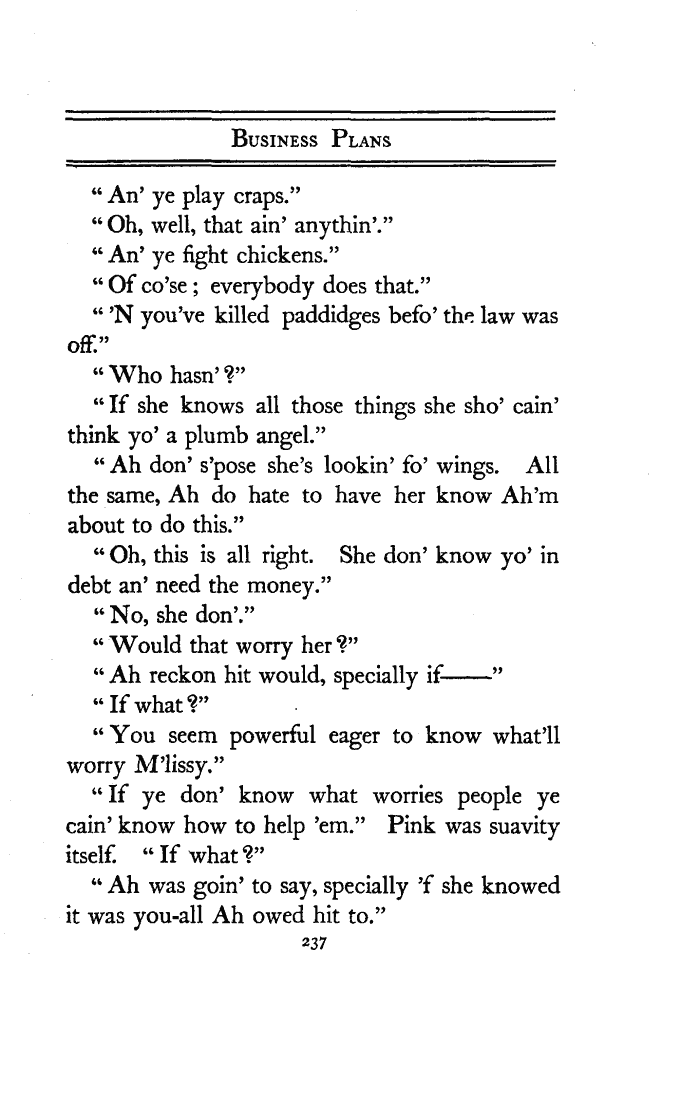 Business Plans
“ An’ ye play craps.”
“ Oh, well, that ain’ anythin’.”
“ An’ ye fight chickens.”
“ Of co’se ; everybody does that.”
“ ’N you’ve killed paddidges befo’ the law was
off.”
“ Who hasn’ ?”
“ If she knows all those things she sho’ cain’
think yo’ a plumb angel.”
“ Ah don’ s’pose she’s lookin’ fo’ wings. All
the same, Ah do hate to have her know Ah’m
about to do this.”
“ Oh, this is all right. She don’ know yo’ in
debt an’ need the money.”
“ No, she don’.”
“ Would that worry her ?”
“ Ah reckon hit would, specially if——”
“ If what ?”
“ You seem powerful eager to know what’ll
worry M’lissy.”
“ If ye don’ know what worries people ye
cain’ know how to help ’em.” Pink was suavity
itself. “ If what ?”
“ Ah was goin’ to say, specially ’f she knowed
it was you-all Ah owed hit to.”
237